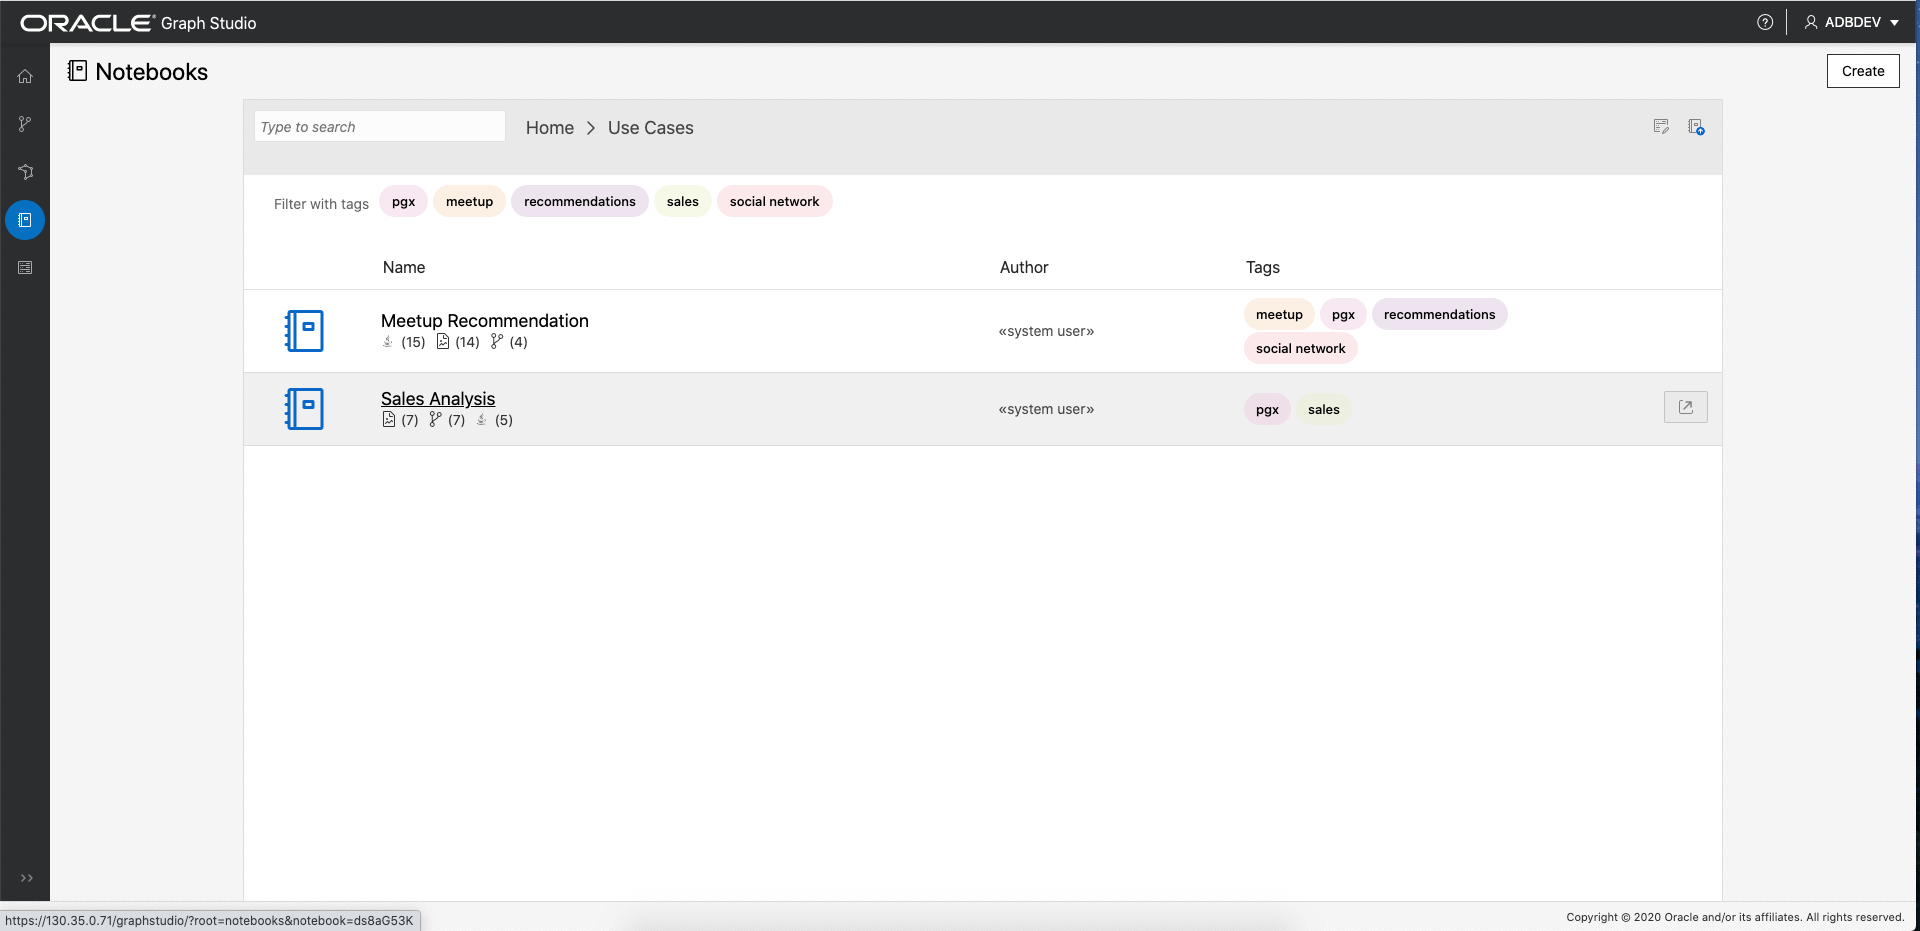 ORACLE® Graph Studio
? ADBDEV
Notebooks
Create
Type to search
Home > Use Cases
Filter with tags pgx meetup recommendations sales social network
Name Author Tags
Meetup Recommendation
(15) (14) (4)
«system user»
meetup pgx recommendations
social network
Sales Analysis
(7) (7) (5)
«system user»
pgx sales
>>
https://130.35.0.71/graphstudio/?root=notebooks&notebook=ds8aG53K
Copyright © 2020 Oracle and/or its affiliates. All rights reserved.